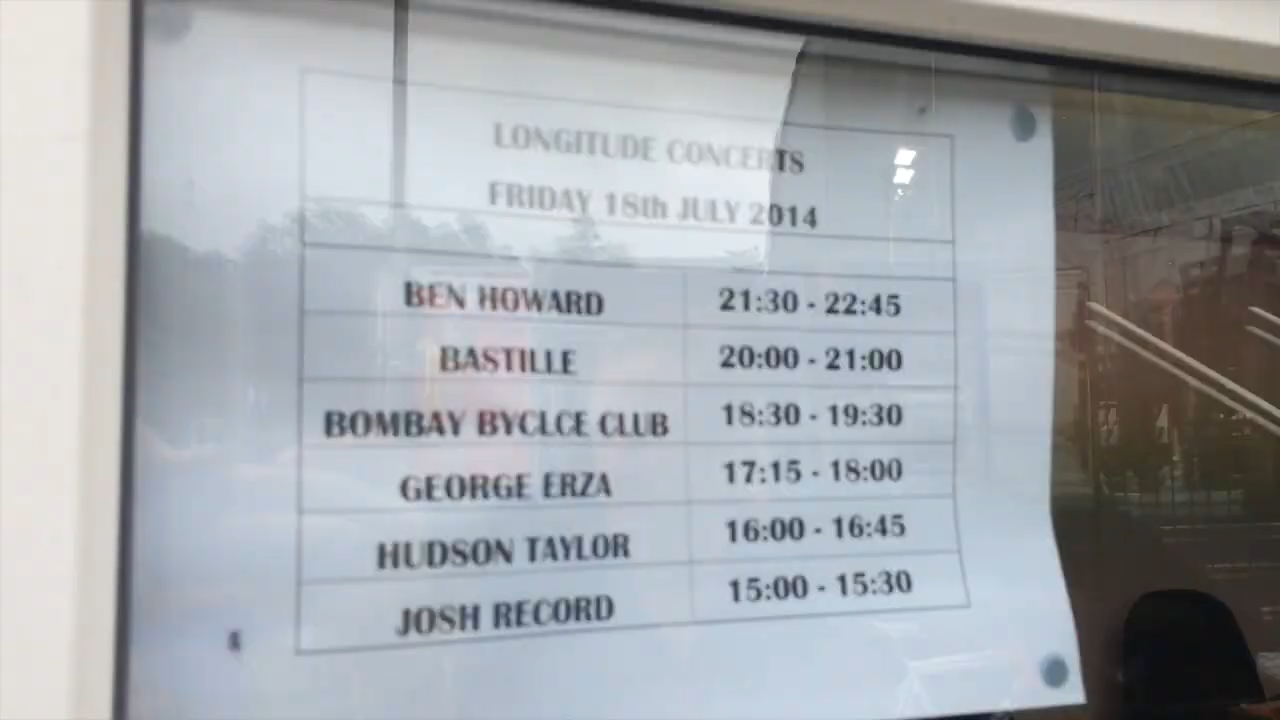 LONGITUDE CONCERTS
FRIDAY 18th JULY 2014
BEN HOWARD 21:30 - 22:45
BASTILLE 20:00 - 21:00
BOMBAY BYCLCE CLUB 18:30 - 19:30
GEORGE ERZA 17:15 - 18:00
HUDSON TAYLOR 16:00 - 16:45
JOSH RECORD 15:00 - 15:30